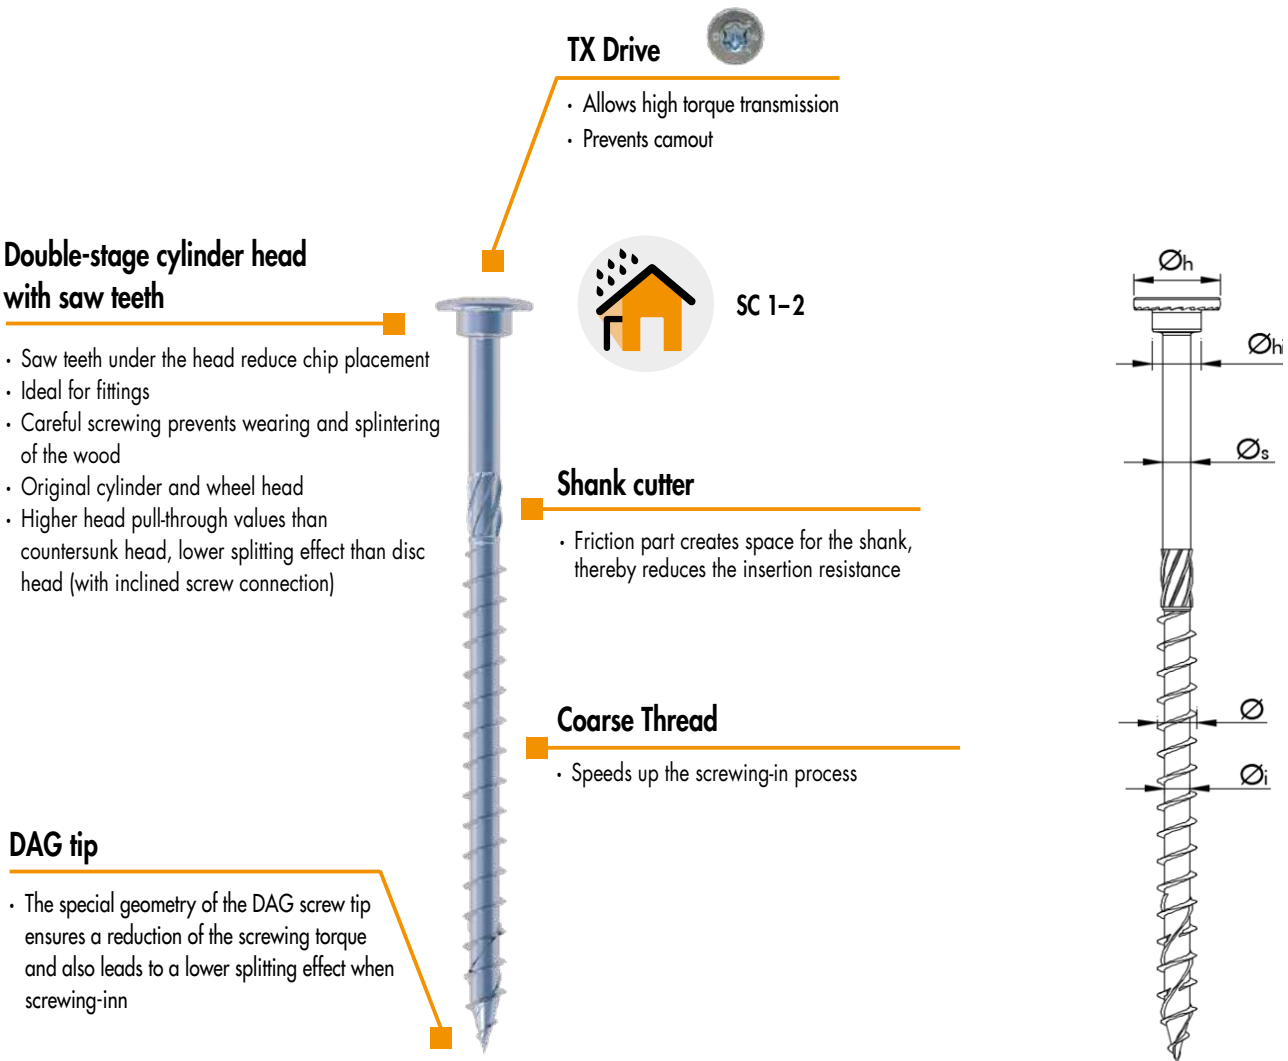 TX Drive
· Allows high torque transmission
· Prevents camout
Double-stage cylinder head
with saw teeth
· Saw teeth under the head reduce chip placement
· Ideal for fittings
· Careful screwing prevents wearing and splintering
of the wood
· Original cylinder and wheel head
· Higher head pull-through values than
countersunk head, lower splitting effect than disc
head (with inclined screw connection)
SC 1–2
Shank cutter
· Friction part creates space for the shank,
thereby reduces the insertion resistance
Coarse Thread
· Speeds up the screwing-in process
DAG tip
· The special geometry of the DAG screw tip
ensures a reduction of the screwing torque
and also leads to a lower splitting effect when
screwing-inn
Øh
Øhi
Øs
Ø
Øi